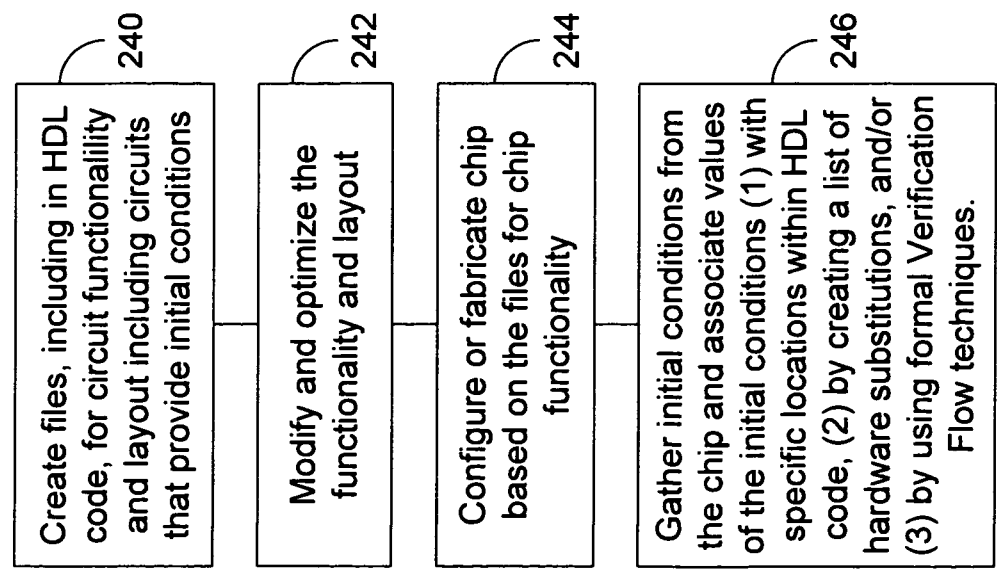 Create files, including in HDL
code, for circuit functionalility
and layout including circuits
that provide initial conditions
240
Modify and optimize the
functionality and layout
242
Configure or fabricate chip
based on the files for chip
functionality
244
Gather initial conditions from
the chip and associate values
of the initial conditions (1) with
specific locations within HDL
code, (2) by creating a list of
hardware substitutions, and/or
(3) by using formal Verification
Flow techniques.
246